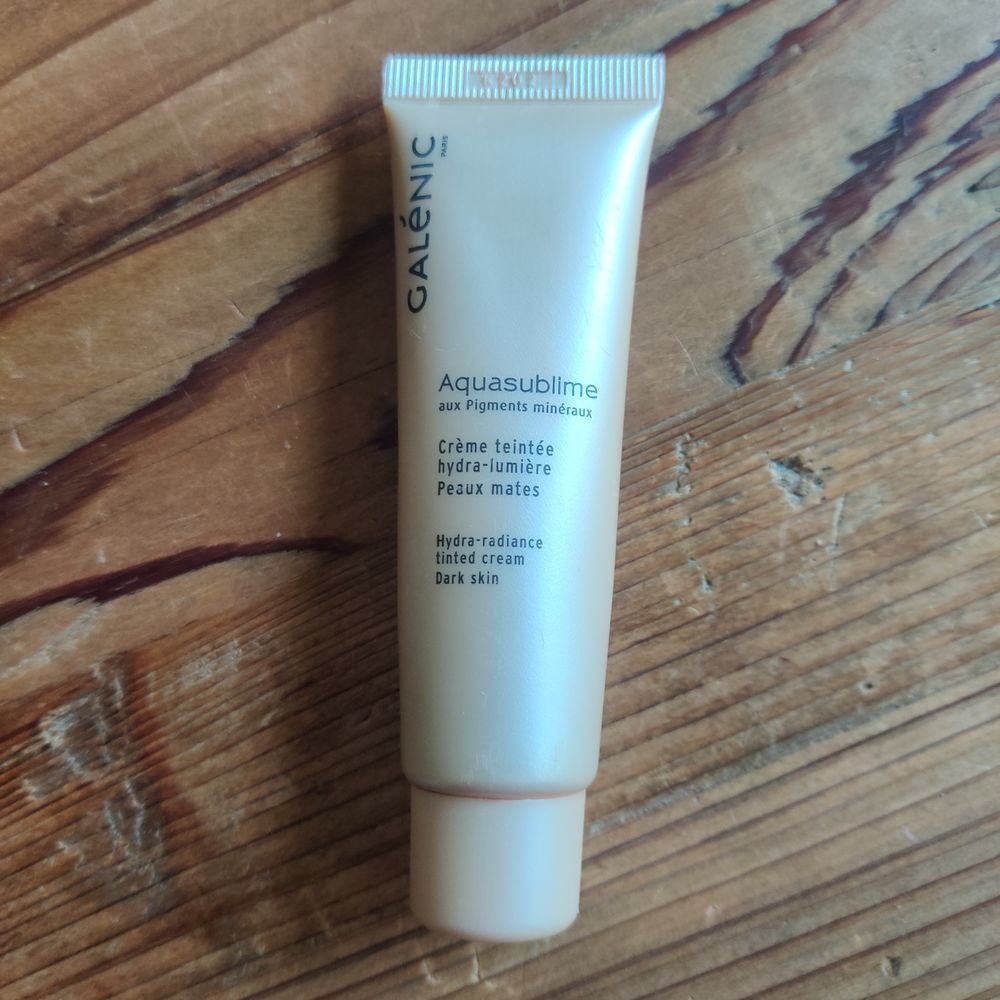 GALéNIC
PARIS
Aquasublime
aux Pigments minéraux
Crème teintée
hydra-lumière
Peaux mates
Hydra-radiance
tinted cream
Dark skin